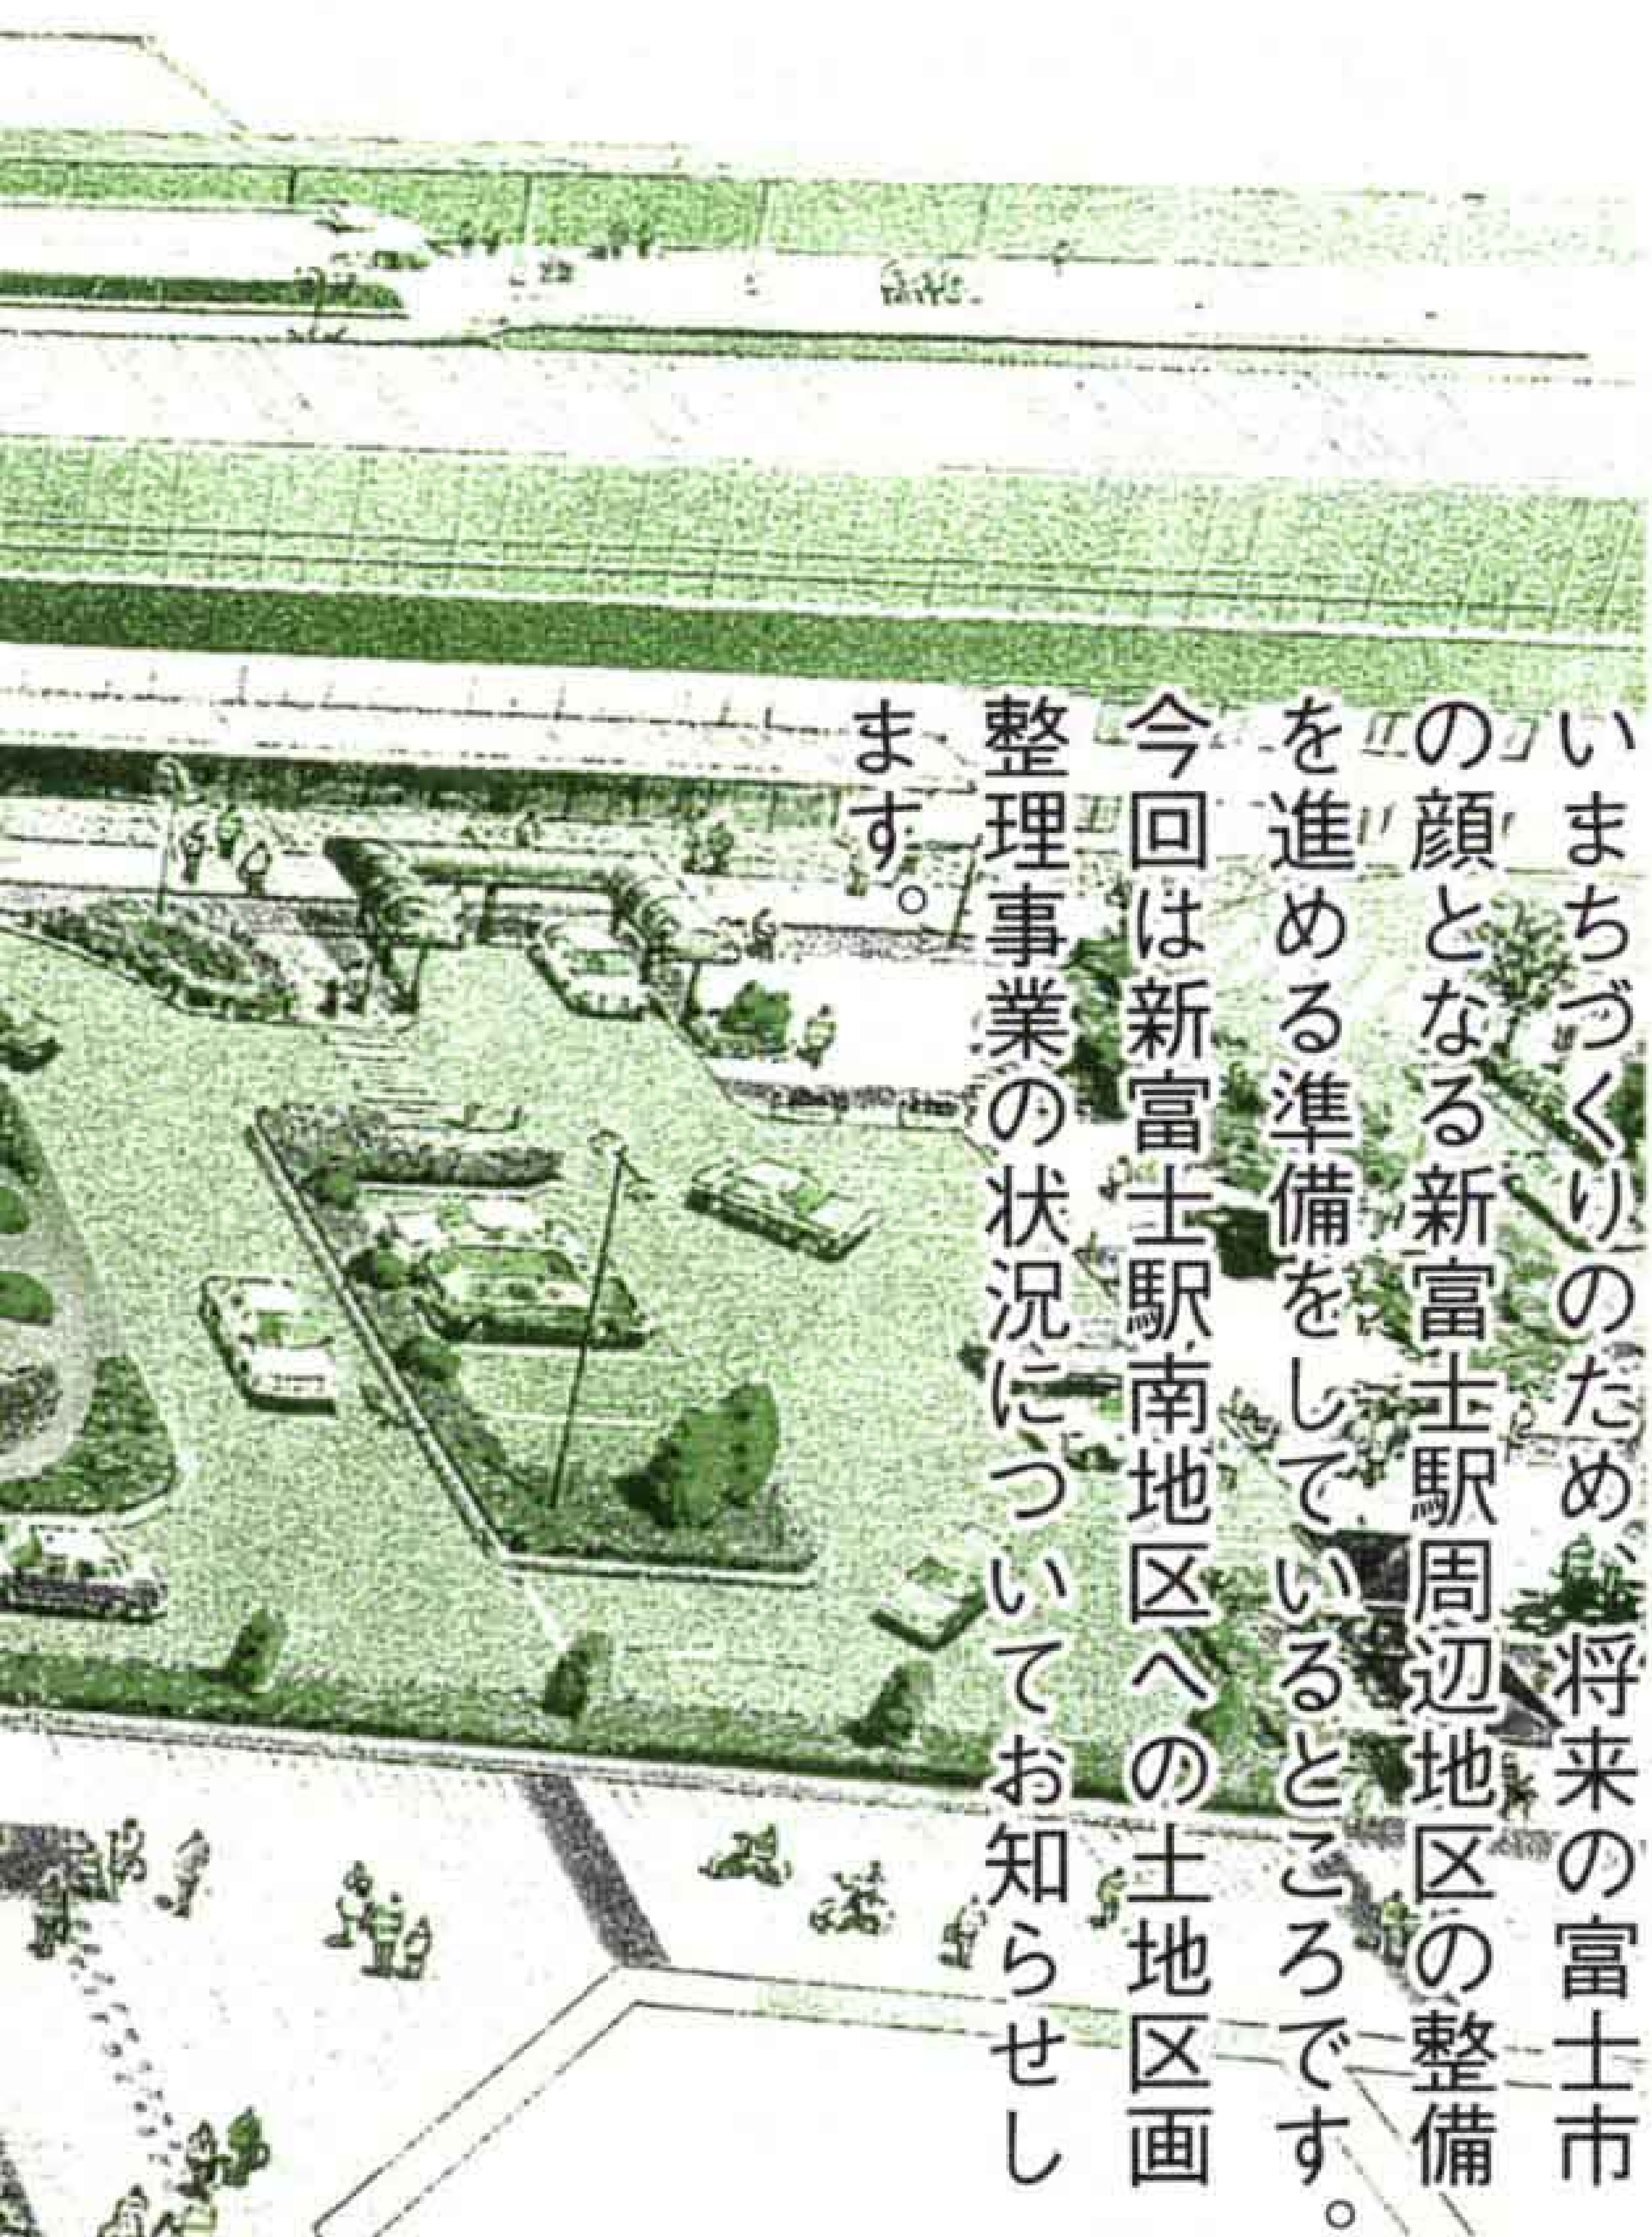 いまちづくりのため、将来の富士市
の顔となる新富士駅周辺地区の整備
を進める準備をしているところです。
今回は新富士駅南地区への土地区画
整理事業の状況についてお知らせし
ます。